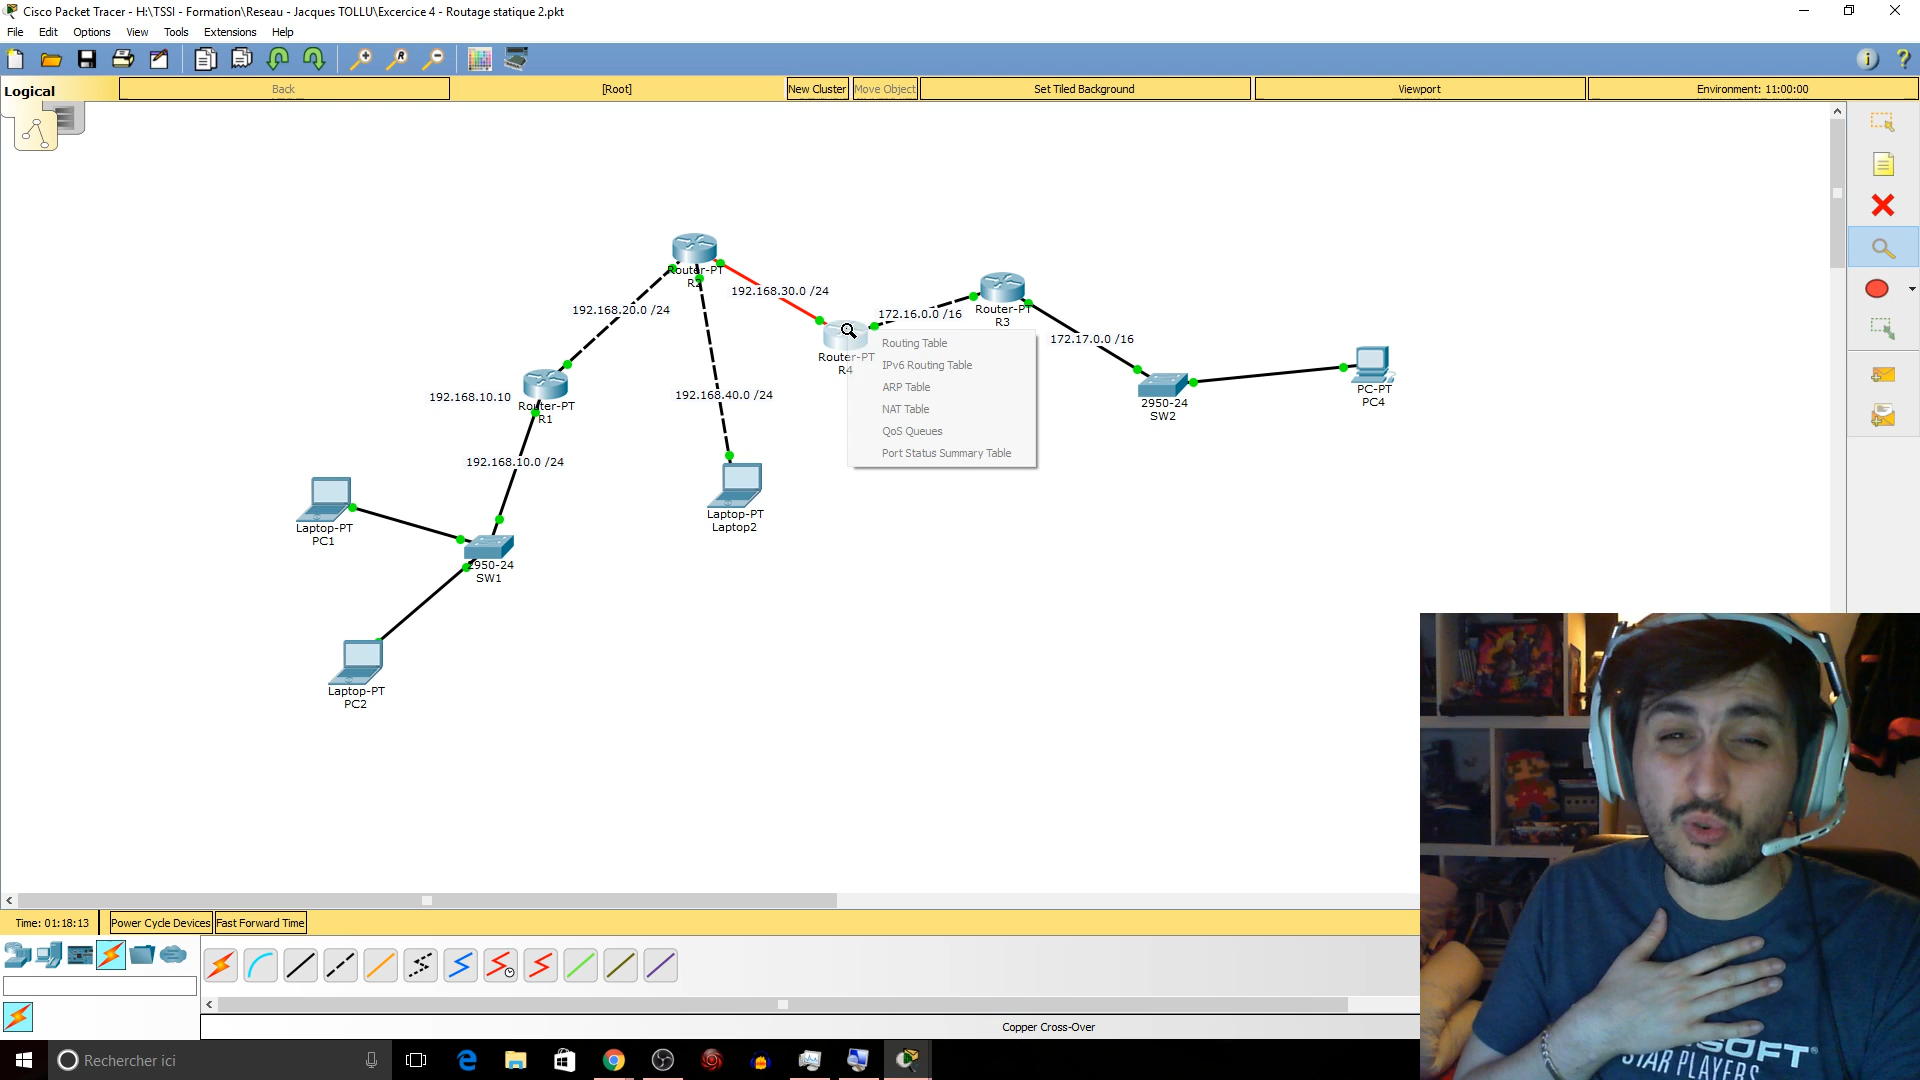 Cisco Packet Tracer - H:\TSSI - Formation\Reseau - Jacques TOLLU\Excercice 4 - Routage statique 2.pkt
File Edit Options View Tools Extensions Help
Logical
Back
[Root]
New Cluster
Move Object
Set Tiled Background
Viewport
Environment: 11:00:00
Router-PT
R2
192.168.30.0 /24
192.168.20.0 /24
172.16.0.0 /16
Router-PT
R3
172.17.0.0 /16
Router-PT
R4
Routing Table
IPv6 Routing Table
ARP Table
NAT Table
QoS Queues
Port Status Summary Table
PC-PT
PC4
2950-24
SW2
192.168.10.10
Router-PT
R1
192.168.40.0 /24
192.168.10.0 /24
Laptop-PT
PC1
Laptop-PT
Laptop2
2950-24
SW1
Laptop-PT
PC2
Time: 01:18:13
Power Cycle Devices
Fast Forward Time
Copper Cross-Over
Rechercher ici
STAR PLAYERS